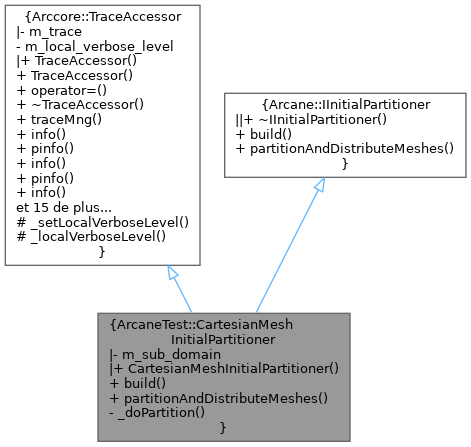 {Arccore::TraceAccessor
|- m_trace
- m_local_verbose_level
|+ TraceAccessor()
+ TraceAccessor()
+ operator=()
+ ~TraceAccessor()
+ traceMng()
+ info()
+ pinfo()
+ info()
+ pinfo()
+ info()
et 15 de plus...
# _setLocalVerboseLevel()
# _localVerboseLevel()
}
{Arcane::IInitialPartitioner
||+ ~IInitialPartitioner()
+ build()
+ partitionAndDistributeMeshes()
}
{ArcaneTest::CartesianMesh
InitialPartitioner
|- m_sub_domain
|+ CartesianMeshInitialPartitioner()
+ build()
+ partitionAndDistributeMeshes()
- _doPartition()
}